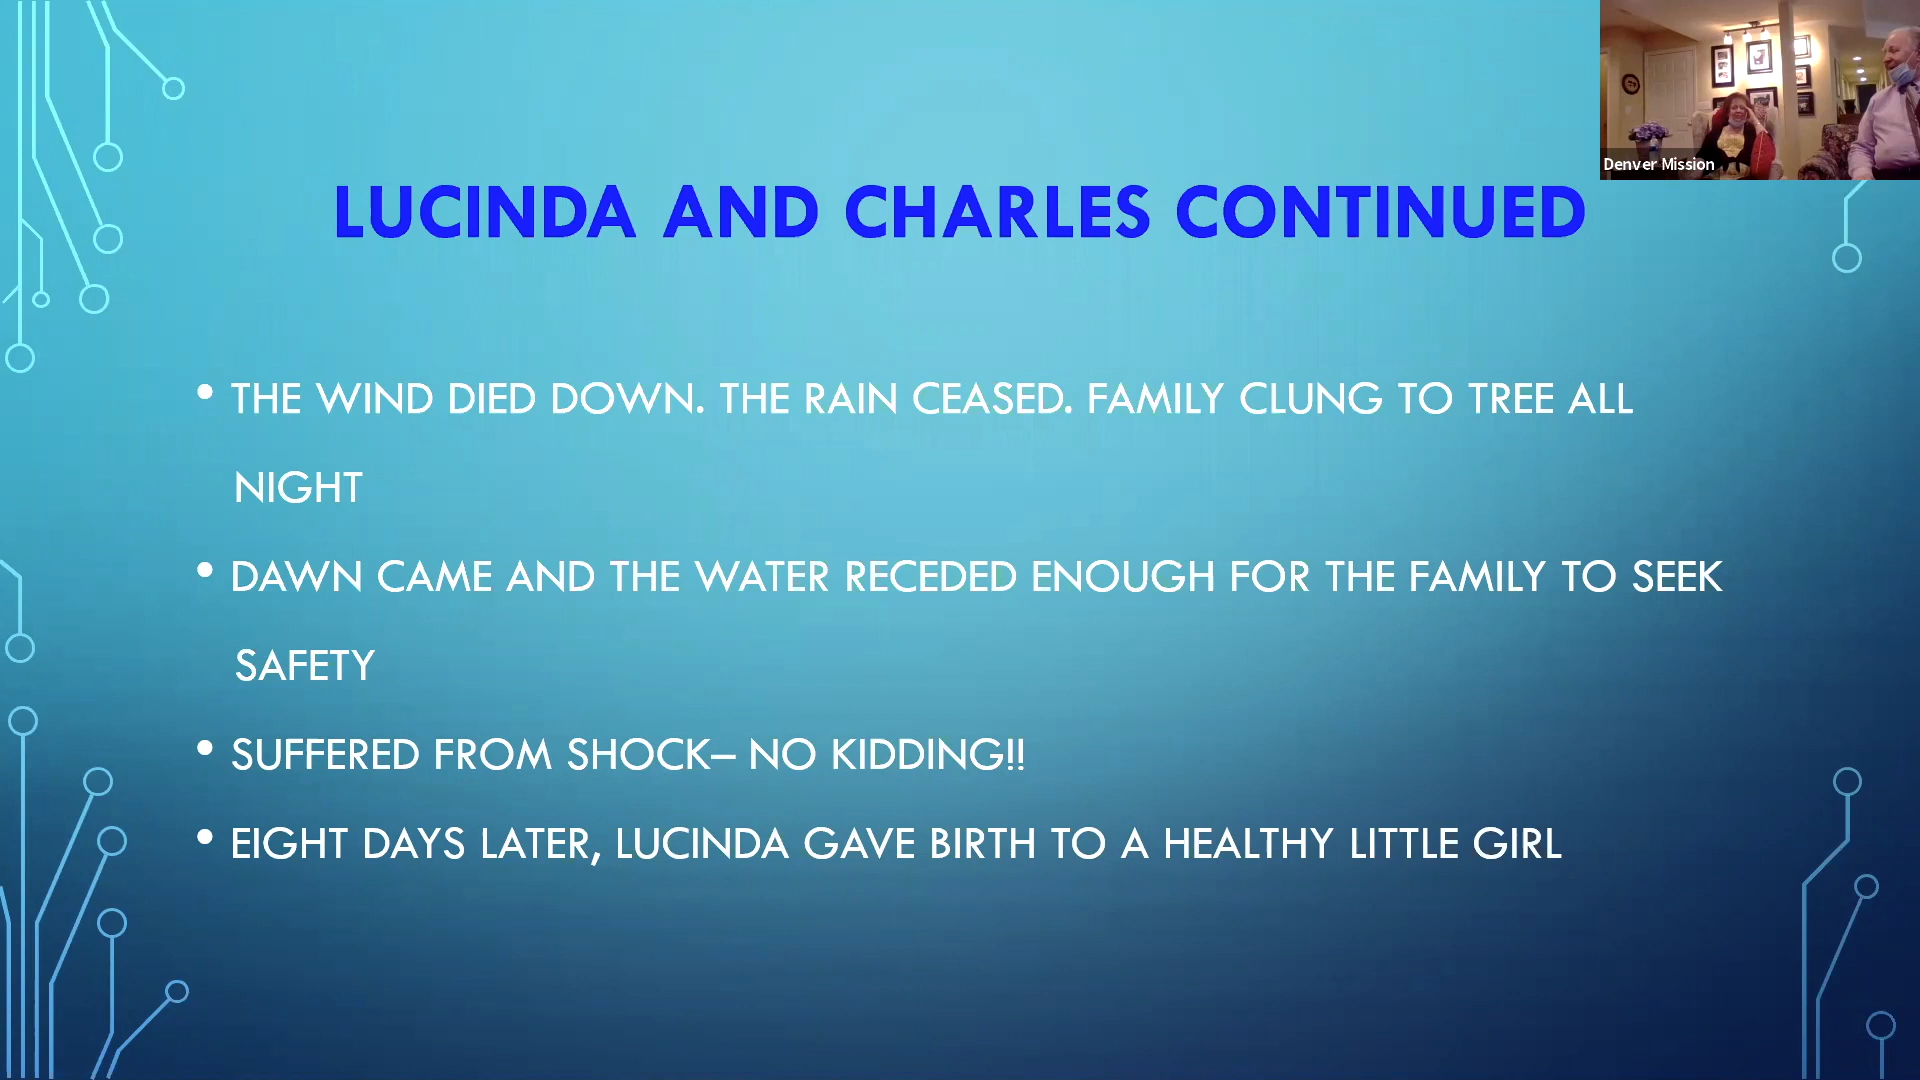 LUCINDA AND CHARLES CONTINUED
• THE WIND DIED DOWN. THE RAIN CEASED. FAMILY CLUNG TO TREE ALL
NIGHT
• DAWN CAME AND THE WATER RECEDED ENOUGH FOR THE FAMILY TO SEEK
SAFETY
• SUFFERED FROM SHOCK– NO KIDDING!!
• EIGHT DAYS LATER, LUCINDA GAVE BIRTH TO A HEALTHY LITTLE GIRL
Denver Mission